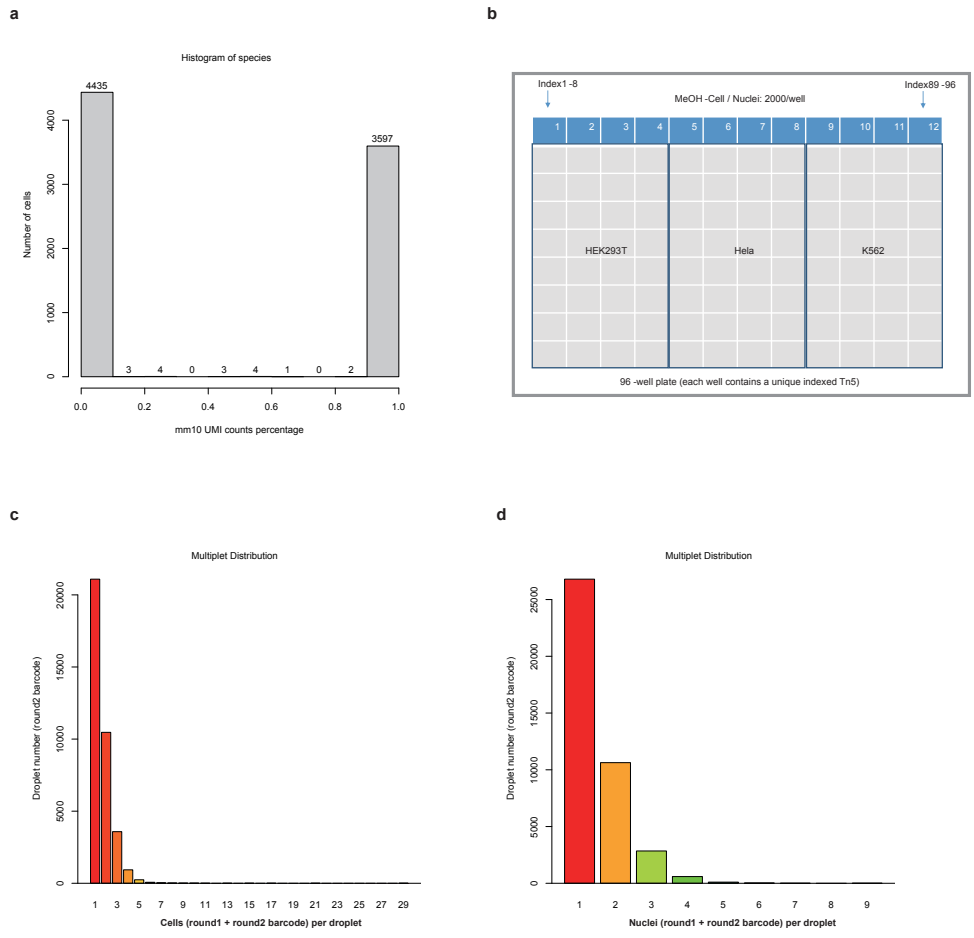 a
Histogram of species
4435
3 4 0 3 4 1 0 2
3597
Number of cells
0 1000 2000 3000 4000
0.0 0.2 0.4 0.6 0.8 1.0
mm10 UMI counts percentage
b
Index1 -8
Index89 -96
MeOH -Cell / Nuclei: 2000/well
1 2 3 4 5 6 7 8 9 10 11 12
HEK293T Hela K562
96 -well plate (each well contains a unique indexed Tn5)
c
Multiplet Distribution
Droplet number (round2 barcode)
0 5000 10000 15000 20000
1 3 5 7 9 11 13 15 17 19 21 23 25 27 29
Cells (round1 + round2 barcode) per droplet
d
Multiplet Distribution
Droplet number (round2 barcode)
0 5000 10000 15000 20000 25000
1 2 3 4 5 6 7 8 9
Nuclei (round1 + round2 barcode) per droplet